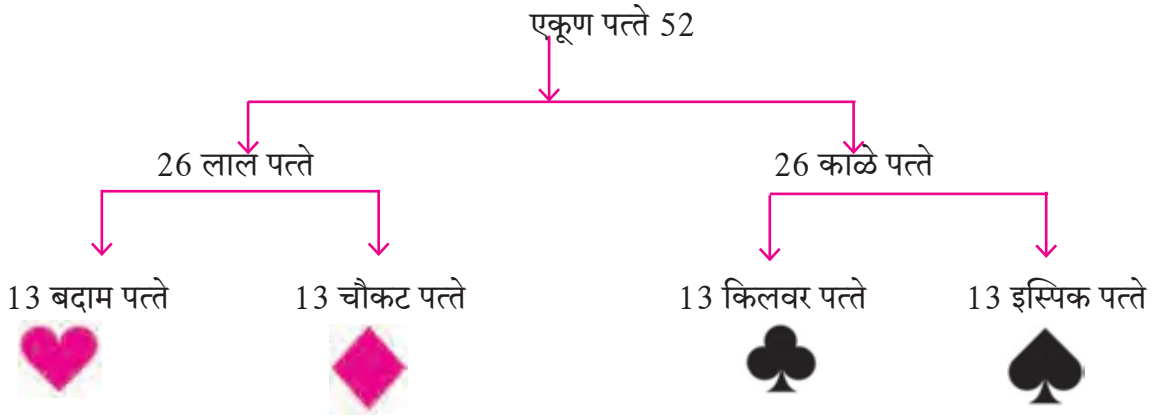 एकूण पत्ते 52
26 लाल पत्ते
26 काळे पत्ते
13 बदाम पत्ते
13 चौकट पत्ते
13 किलवर पत्ते
13 इस्पिक पत्ते